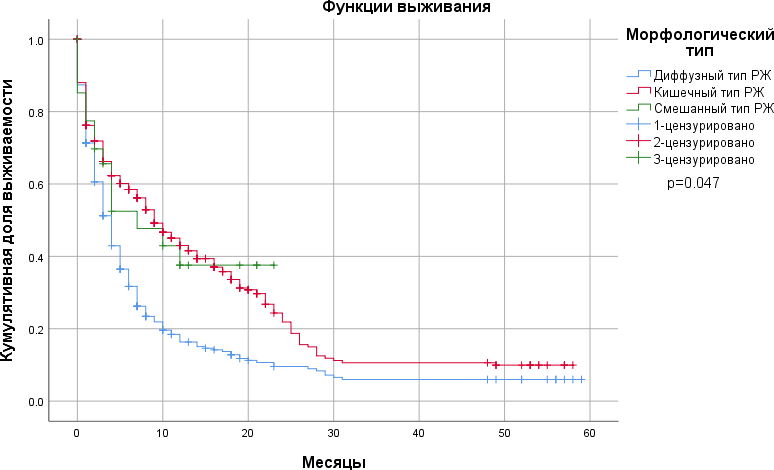 Функции выживания
Кумулятивная доля выживаемости
1.0
0.8
0.6
0.4
0.2
0.0
0 10 20 30 40 50 60
Месяцы
Морфологический
тип
Диффузный тип РЖ
Кишечный тип РЖ
Смешанный тип РЖ
1-цензурировано
2-цензурировано
3-цензурировано
p=0.047